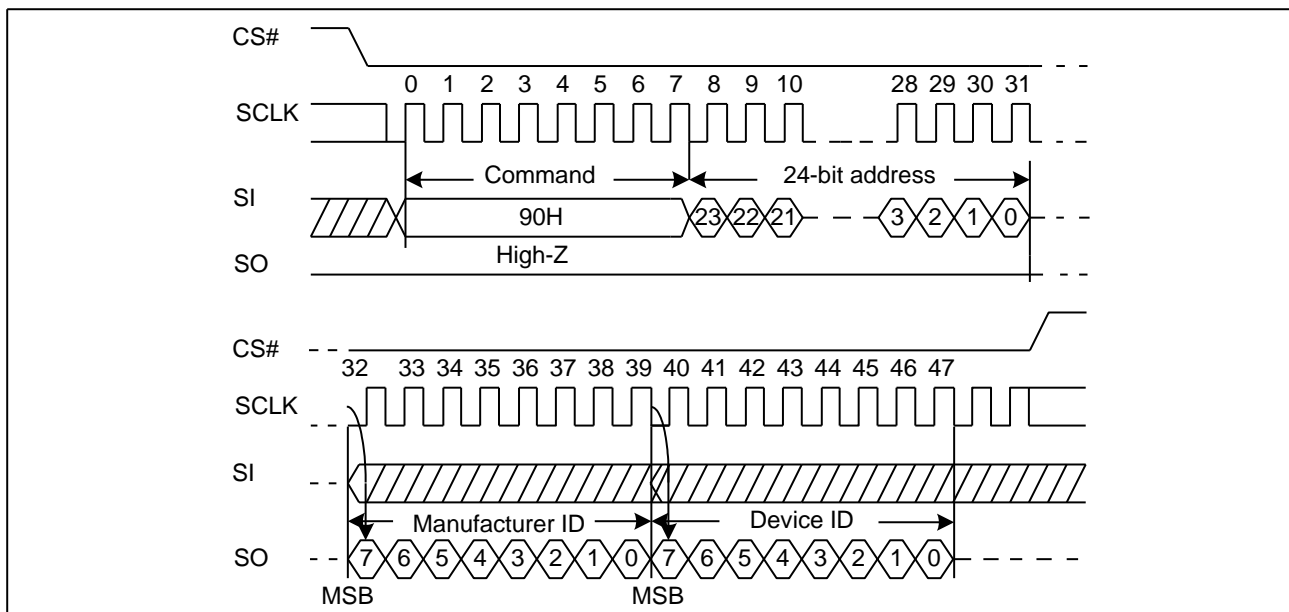 CS#
0 1 2 3 4 5 6 7 8 9 10 28 29 30 31
SCLK
Command 24-bit address
SI
90H 23 22 21 3 2 1 0
High-Z
SO
CS#
32 33 34 35 36 37 38 39 40 41 42 43 44 45 46 47
SCLK
SI
Manufacturer ID Device ID
SO 7 6 5 4 3 2 1 0 7 6 5 4 3 2 1 0
MSB MSB